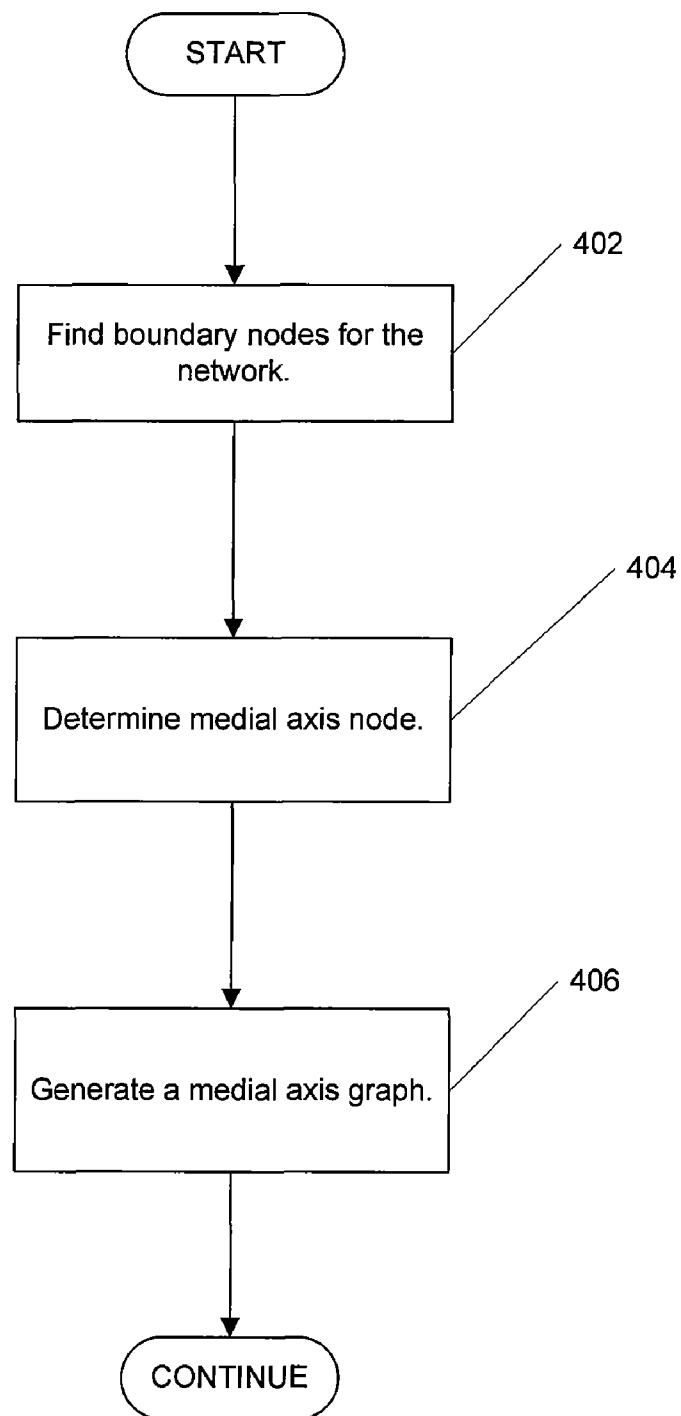 START
402
Find boundary nodes for the
network.
404
Determine medial axis node.
406
Generate a medial axis graph.
CONTINUE